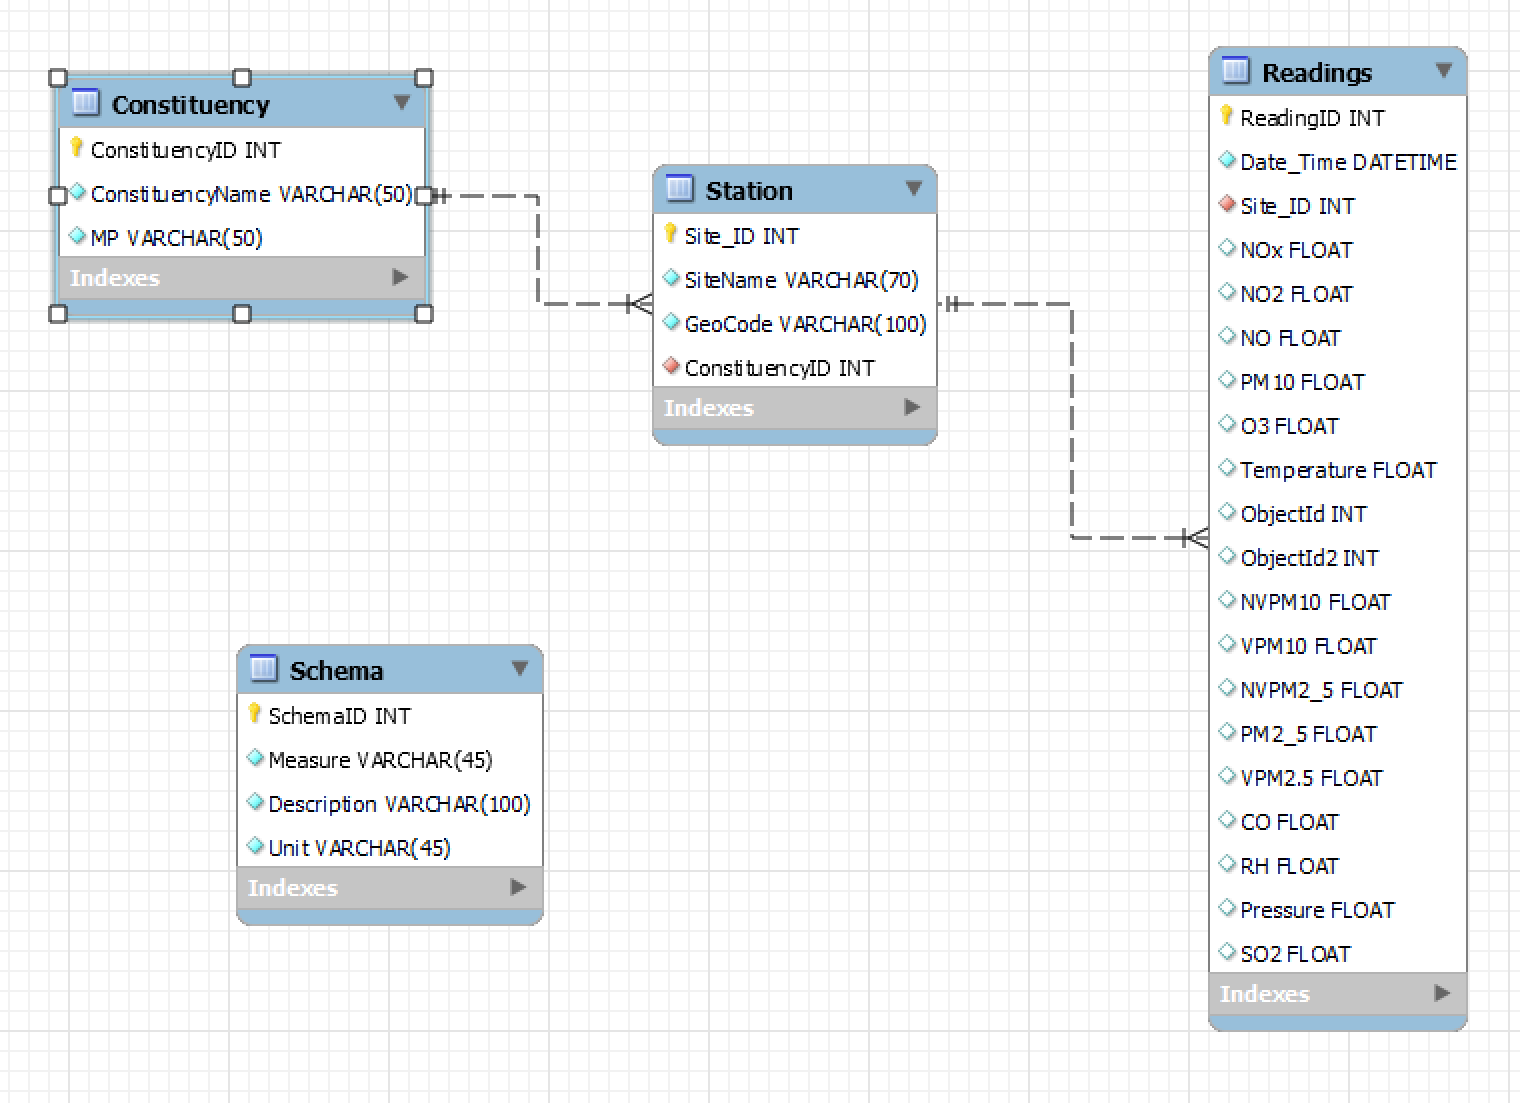 Constituency
ConstituencyID INT
ConstituencyName VARCHAR(50)
MP VARCHAR(50)
Indexes
Station
Site_ID INT
SiteName VARCHAR(70)
GeoCode VARCHAR(100)
ConstituencyID INT
Indexes
Schema
SchemaID INT
Measure VARCHAR(45)
Description VARCHAR(100)
Unit VARCHAR(45)
Indexes
Readings
ReadingID INT
Date_Time DATETIME
Site_ID INT
NOx FLOAT
NO2 FLOAT
NO FLOAT
PM10 FLOAT
O3 FLOAT
Temperature FLOAT
ObjectId INT
ObjectId2 INT
NVPM10 FLOAT
VPM10 FLOAT
NVPM2_5 FLOAT
PM2_5 FLOAT
VPM2.5 FLOAT
CO FLOAT
RH FLOAT
Pressure FLOAT
SO2 FLOAT
Indexes